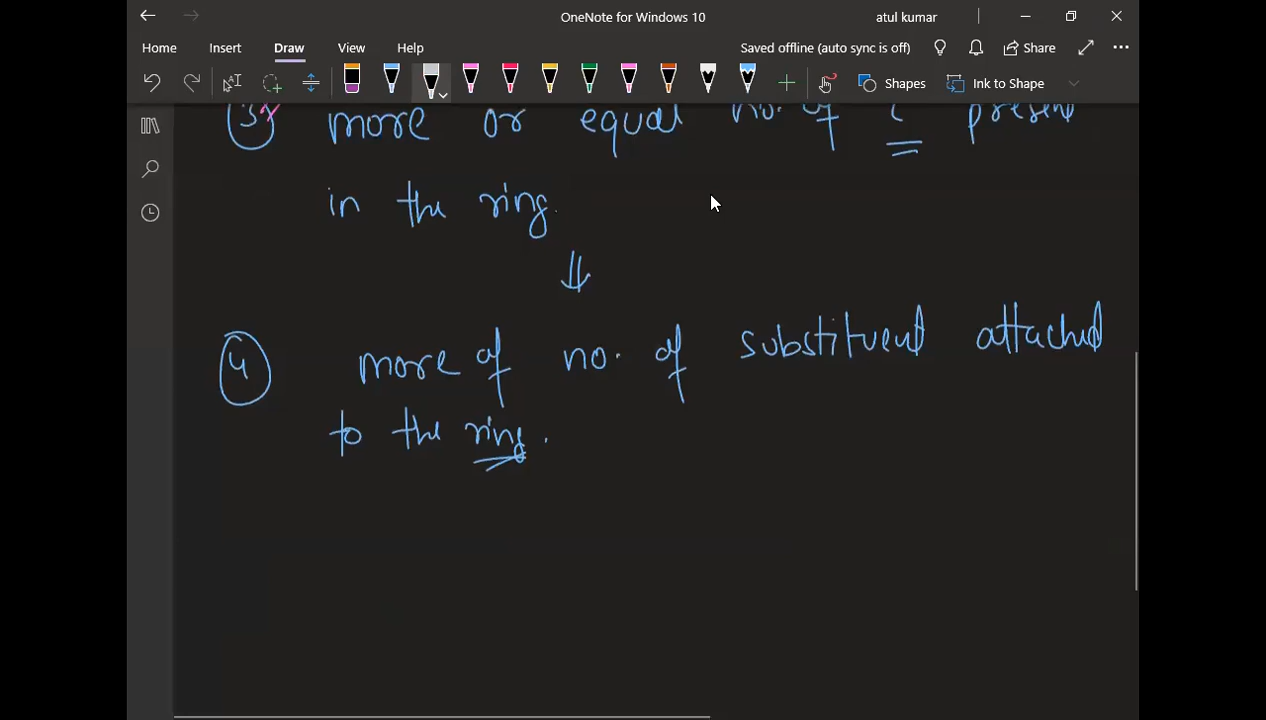 OneNote for Windows 10
atul kumar
Home Insert Draw View Help
Saved offline (auto sync is off)
Share
Shapes
Ink to Shape
(3) more or equal no. of C present
in the ring.
(4) more of no. of substituent attached
to the ring.